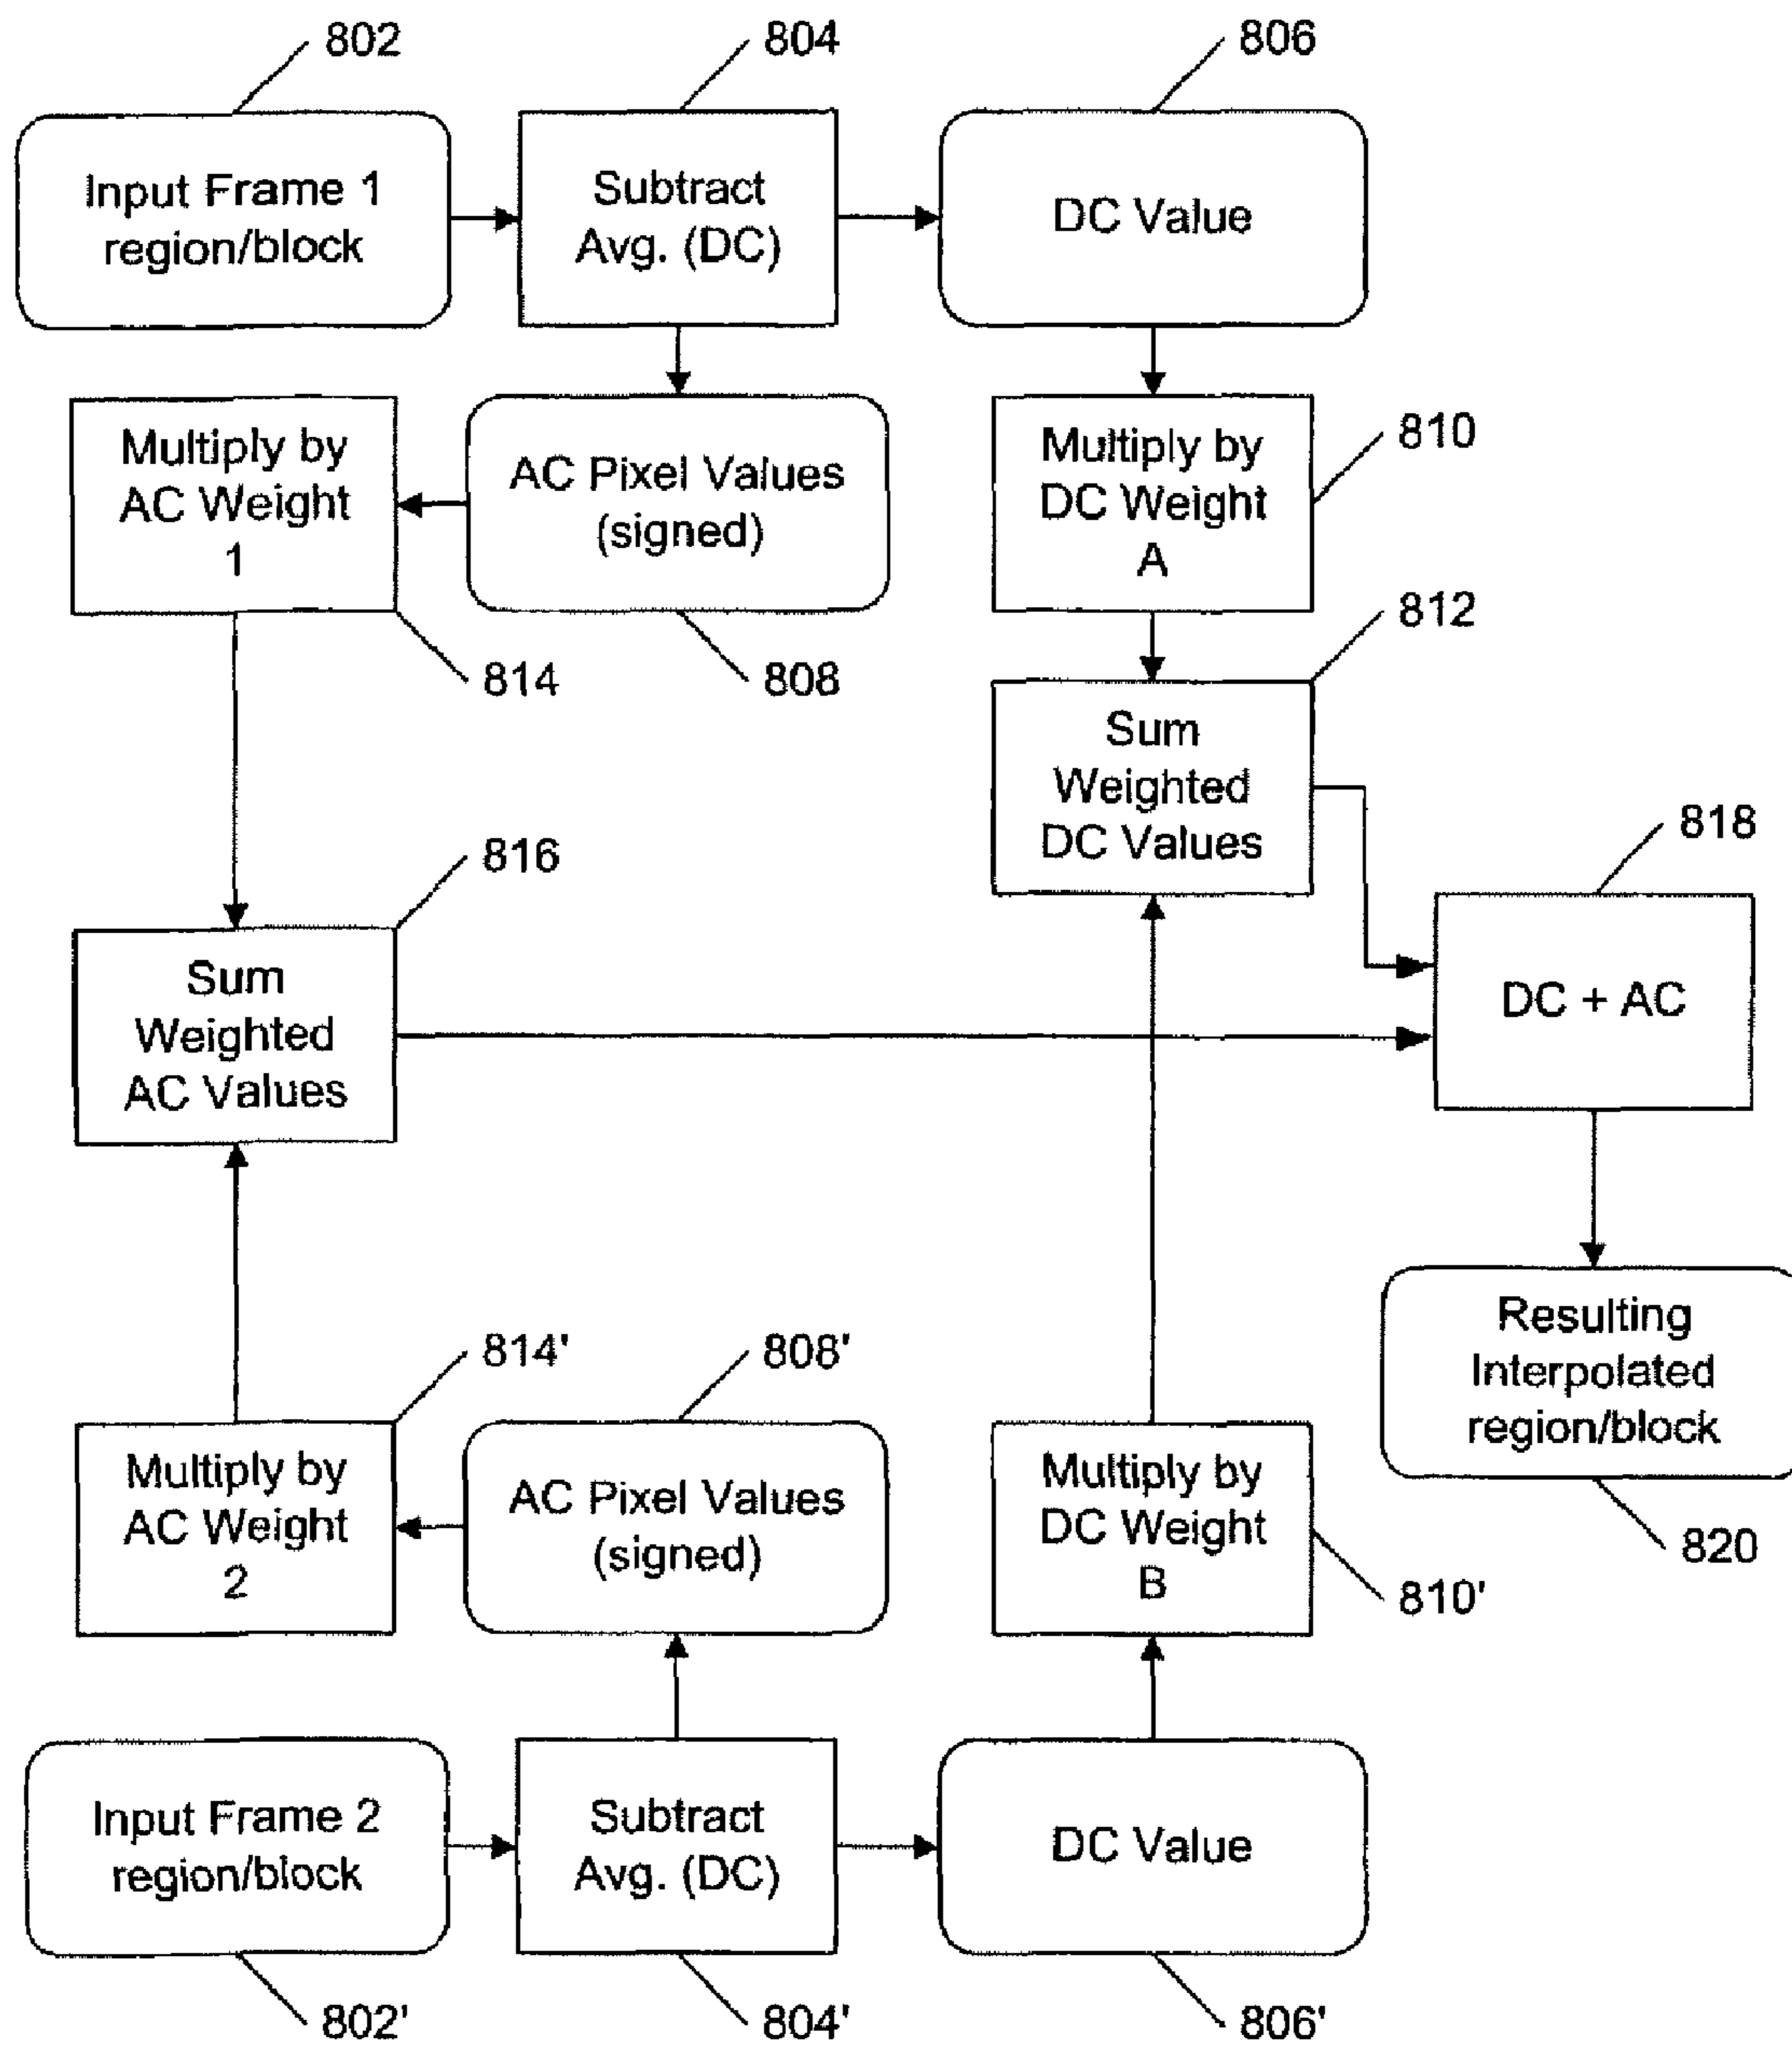 802
804
806
Input Frame 1
region/block
Subtract
Avg. (DC)
DC Value
Multiply by
AC Weight
1
AC Pixel Values
(signed)
Multiply by
DC Weight
A
810
814
808
812
Sum
Weighted
DC Values
816
818
Sum
Weighted
AC Values
DC + AC
Resulting
Interpolated
region/block
814'
808'
Multiply by
AC Weight
2
AC Pixel Values
(signed)
Multiply by
DC Weight
B
820
810'
Input Frame 2
region/block
Subtract
Avg. (DC)
DC Value
802'
804'
806'